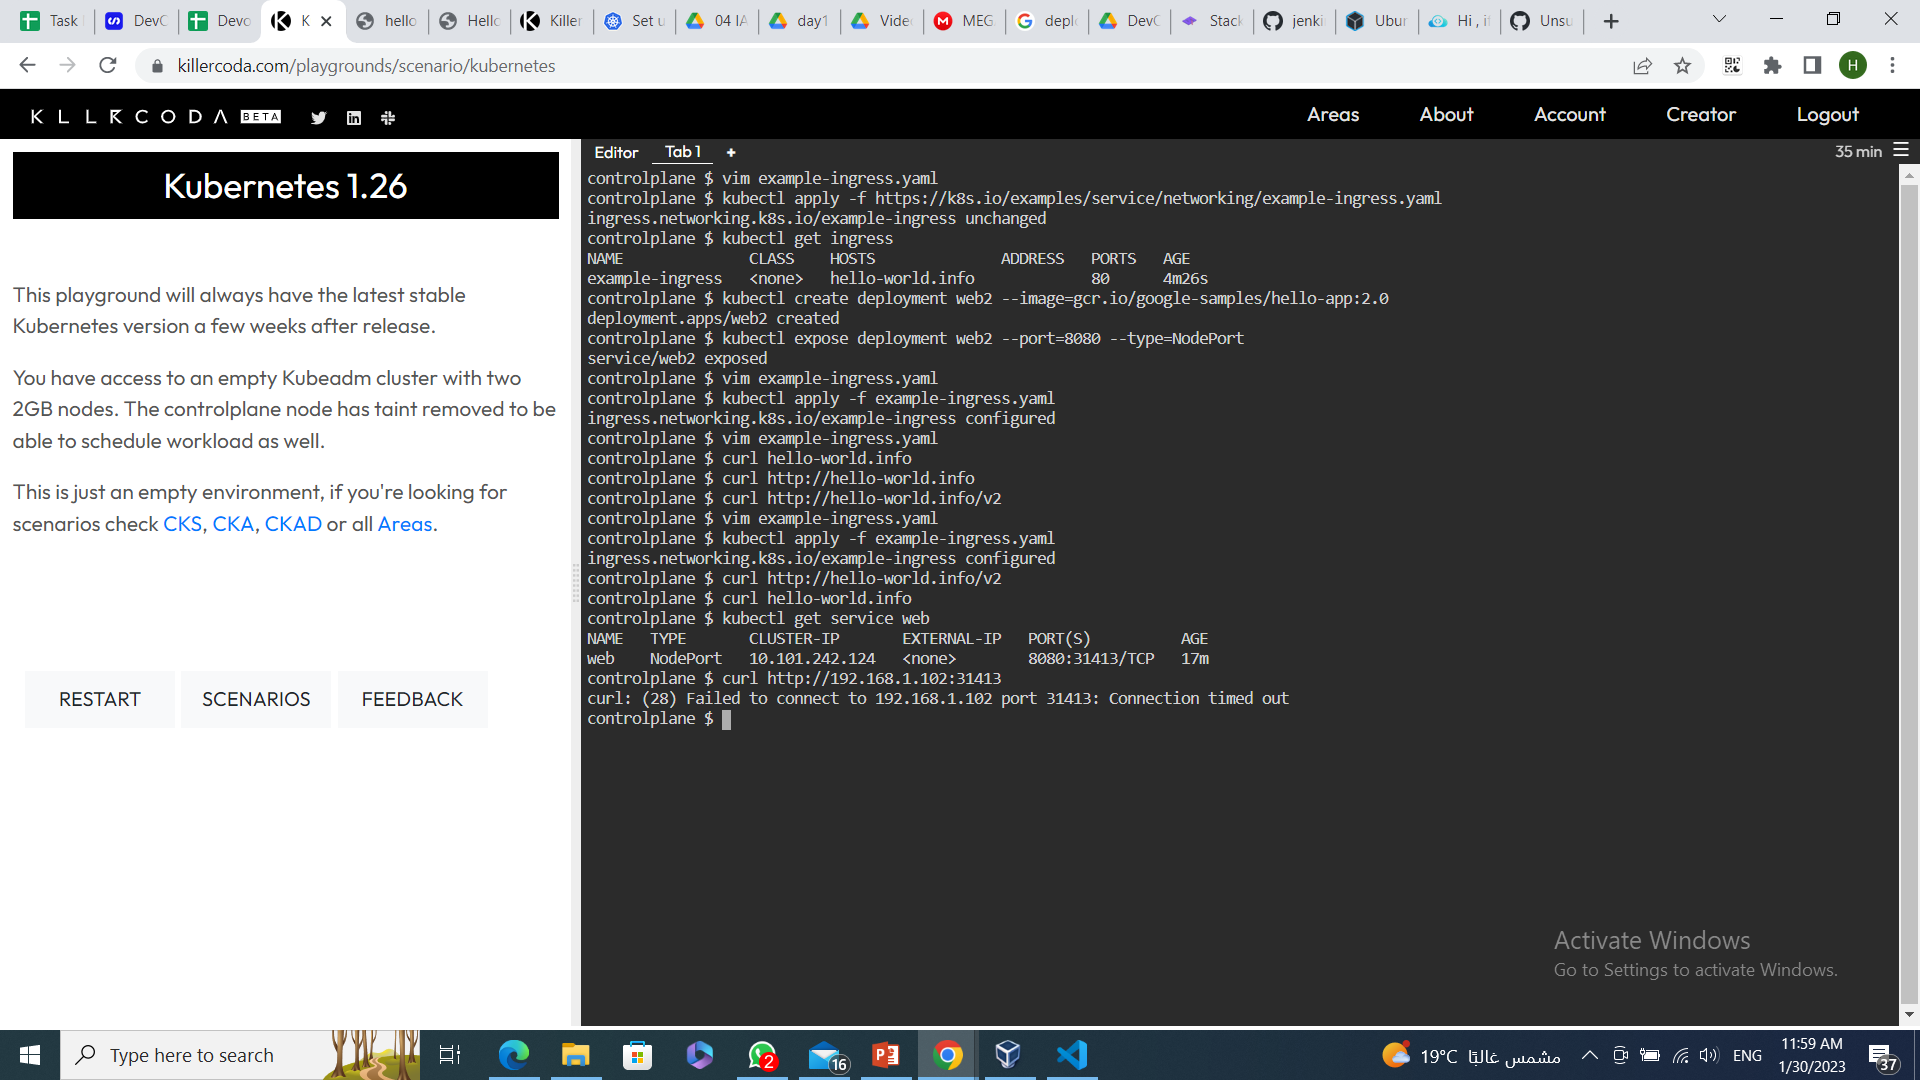 Task
DevO
Devo
K
hello
Hello
Killer
Set u
04 IA
day1
Video
MEG
deplo
DevO
Stack
jenki
Ubun
Hi , if
Unsu
killercoda.com/playgrounds/scenario/kubernetes
H
KILLERCODA BETA
Areas About Account Creator Logout
Kubernetes 1.26
This playground will always have the latest stable
Kubernetes version a few weeks after release.
You have access to an empty Kubeadm cluster with two
2GB nodes. The controlplane node has taint removed to be
able to schedule workload as well.
This is just an empty environment, if you're looking for
scenarios check CKS, CKA, CKAD or all Areas.
RESTART SCENARIOS FEEDBACK
Editor Tab 1 +
35 min
controlplane $ vim example-ingress.yaml
controlplane $ kubectl apply -f https://k8s.io/examples/service/networking/example-ingress.yaml
ingress.networking.k8s.io/example-ingress unchanged
controlplane $ kubectl get ingress
NAME CLASS HOSTS ADDRESS PORTS AGE
example-ingress <none> hello-world.info 80 4m26s
controlplane $ kubectl create deployment web2 --image=gcr.io/google-samples/hello-app:2.0
deployment.apps/web2 created
controlplane $ kubectl expose deployment web2 --port=8080 --type=NodePort
service/web2 exposed
controlplane $ vim example-ingress.yaml
controlplane $ kubectl apply -f example-ingress.yaml
ingress.networking.k8s.io/example-ingress configured
controlplane $ vim example-ingress.yaml
controlplane $ curl hello-world.info
controlplane $ curl http://hello-world.info
controlplane $ curl http://hello-world.info/v2
controlplane $ vim example-ingress.yaml
controlplane $ kubectl apply -f example-ingress.yaml
ingress.networking.k8s.io/example-ingress configured
controlplane $ curl http://hello-world.info/v2
controlplane $ curl hello-world.info
controlplane $ kubectl get service web
NAME TYPE CLUSTER-IP EXTERNAL-IP PORT(S) AGE
web NodePort 10.101.242.124 <none> 8080:31413/TCP 17m
controlplane $ curl http://192.168.1.102:31413
curl: (28) Failed to connect to 192.168.1.102 port 31413: Connection timed out
controlplane $
Activate Windows
Go to Settings to activate Windows.
Type here to search
2
16
19°C مشمس غالبًا
ENG
11:59 AM
1/30/2023
37